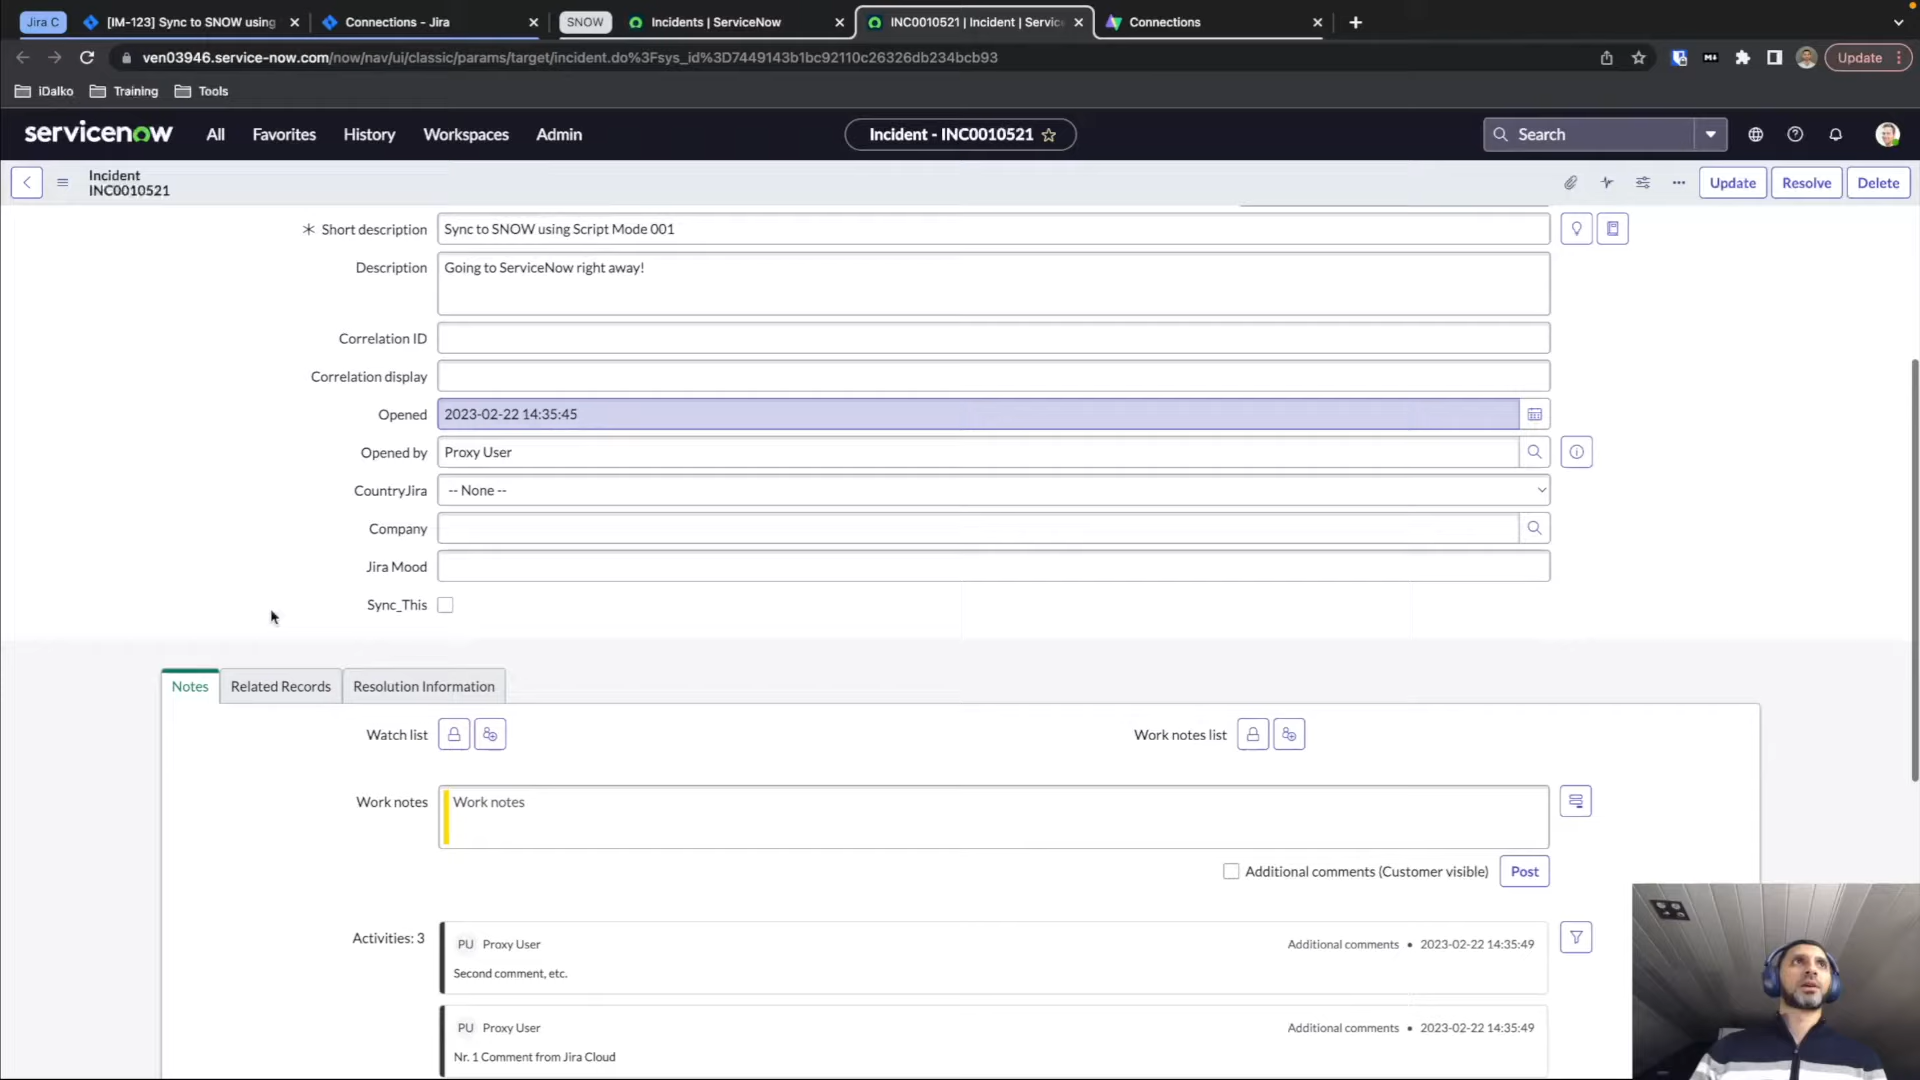 Jira C
[IM-123] Sync to SNOW using
Connections - Jira
SNOW
Incidents | ServiceNow
INC0010521 | Incident | Servic
Connections
ven03946.service-now.com/now/nav/ui/classic/params/target/incident.do%3Fsys_id%3D7449143b1bc92110c26326db234bcb93
Update
iDalko
Training
Tools
servicenow
All
Favorites
History
Workspaces
Admin
Incident - INC0010521
Search
Incident
INC0010521
Update
Resolve
Delete
Short description
Sync to SNOW using Script Mode 001
Description
Going to ServiceNow right away!
Correlation ID
Correlation display
Opened
2023-02-22 14:35:45
Opened by
Proxy User
CountryJira
-- None --
Company
Jira Mood
Sync_This
Notes
Related Records
Resolution Information
Watch list
Work notes list
Work notes
Work notes
Additional comments (Customer visible)
Post
Activities: 3
PU Proxy User
Additional comments • 2023-02-22 14:35:49
Second comment, etc.
PU Proxy User
Additional comments • 2023-02-22 14:35:49
Nr. 1 Comment from Jira Cloud